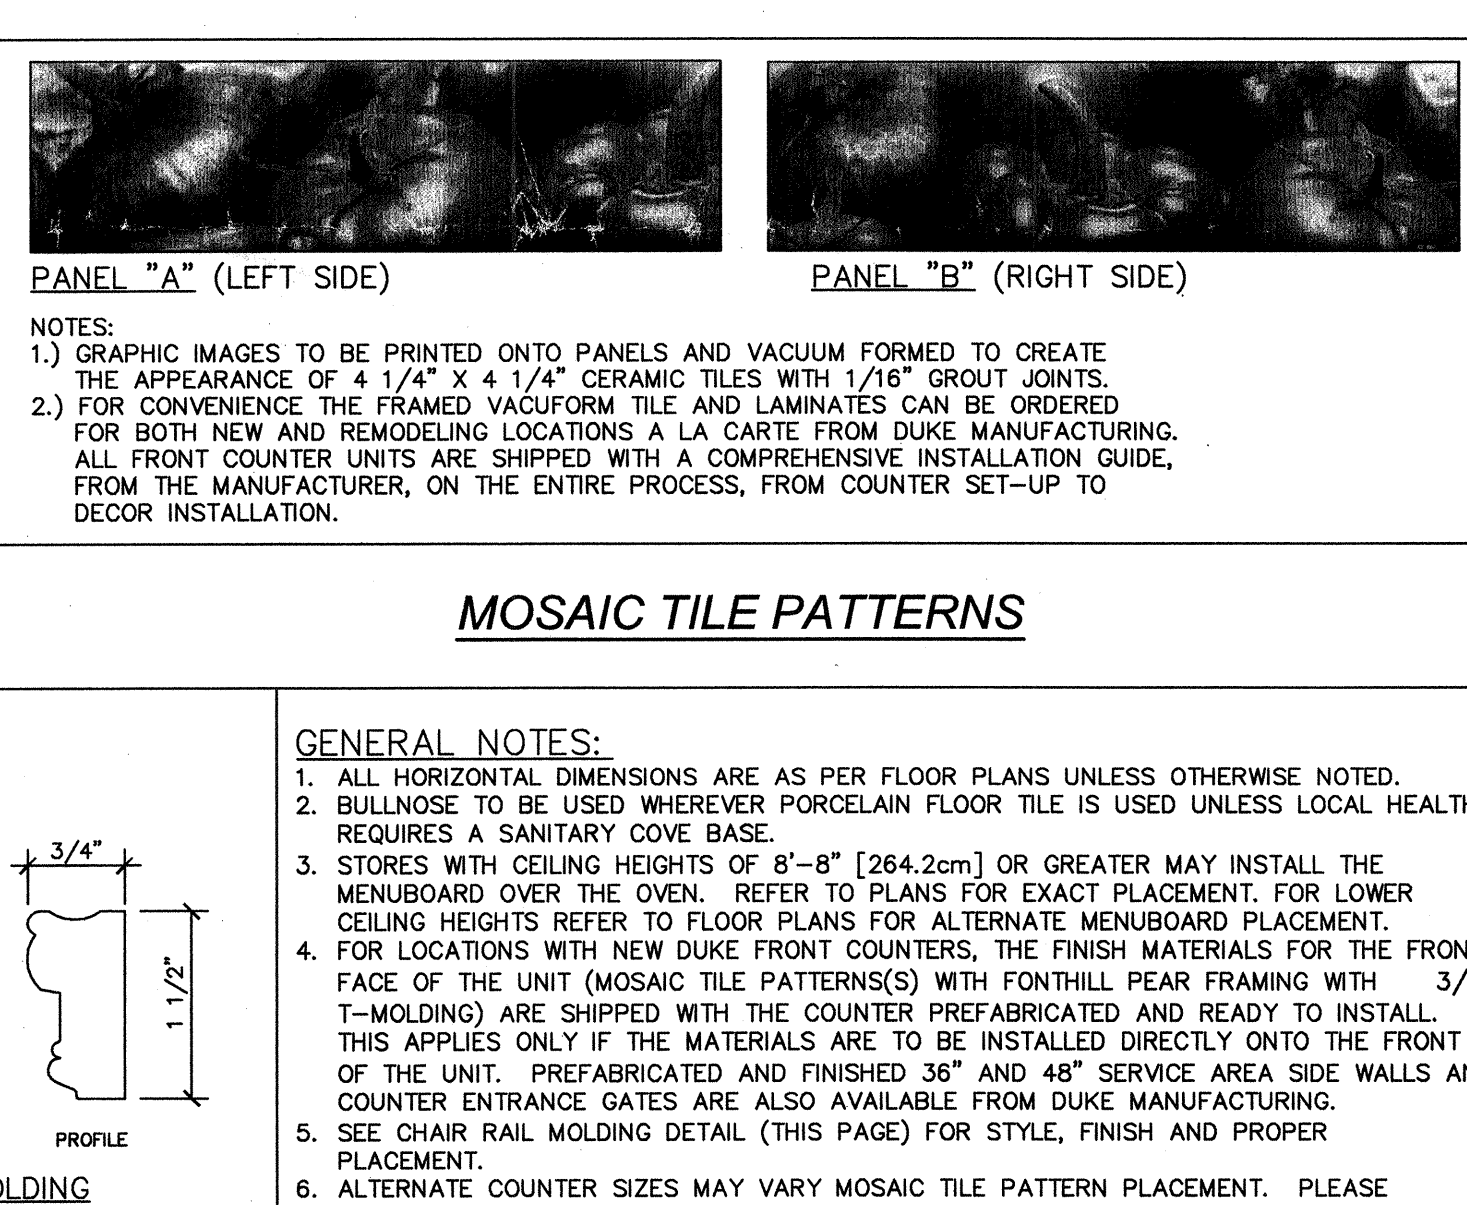 PANEL "A" (LEFT SIDE)
PANEL "B" (RIGHT SIDE)
NOTES:
1.) GRAPHIC IMAGES TO BE PRINTED ONTO PANELS AND VACUUM FORMED TO CREATE
THE APPEARANCE OF 4 1/4" X 4 1/4" CERAMIC TILES WITH 1/16" GROUT JOINTS.
2.) FOR CONVENIENCE THE FRAMED VACUFORM TILE AND LAMINATES CAN BE ORDERED
FOR BOTH NEW AND REMODELING LOCATIONS A LA CARTE FROM DUKE MANUFACTURING.
ALL FRONT COUNTER UNITS ARE SHIPPED WITH A COMPREHENSIVE INSTALLATION GUIDE,
FROM THE MANUFACTURER, ON THE ENTIRE PROCESS, FROM COUNTER SET-UP TO
DECOR INSTALLATION.
MOSAIC TILE PATTERNS
3/4"
1 1/2"
PROFILE
OLDING
GENERAL NOTES:
1. ALL HORIZONTAL DIMENSIONS ARE AS PER FLOOR PLANS UNLESS OTHERWISE NOTED.
2. BULLNOSE TO BE USED WHEREVER PORCELAIN FLOOR TILE IS USED UNLESS LOCAL HEALTH
REQUIRES A SANITARY COVE BASE.
3. STORES WITH CEILING HEIGHTS OF 8'-8" [264.2cm] OR GREATER MAY INSTALL THE
MENUBOARD OVER THE OVEN. REFER TO PLANS FOR EXACT PLACEMENT. FOR LOWER
CEILING HEIGHTS REFER TO FLOOR PLANS FOR ALTERNATE MENUBOARD PLACEMENT.
4. FOR LOCATIONS WITH NEW DUKE FRONT COUNTERS, THE FINISH MATERIALS FOR THE FRON
FACE OF THE UNIT (MOSAIC TILE PATTERNS(S) WITH FONTHILL PEAR FRAMING WITH 3/
T-MOLDING) ARE SHIPPED WITH THE COUNTER PREFABRICATED AND READY TO INSTALL.
THIS APPLIES ONLY IF THE MATERIALS ARE TO BE INSTALLED DIRECTLY ONTO THE FRONT
OF THE UNIT. PREFABRICATED AND FINISHED 36" AND 48" SERVICE AREA SIDE WALLS AN
COUNTER ENTRANCE GATES ARE ALSO AVAILABLE FROM DUKE MANUFACTURING.
5. SEE CHAIR RAIL MOLDING DETAIL (THIS PAGE) FOR STYLE, FINISH AND PROPER
PLACEMENT.
6. ALTERNATE COUNTER SIZES MAY VARY MOSAIC TILE PATTERN PLACEMENT. PLEASE